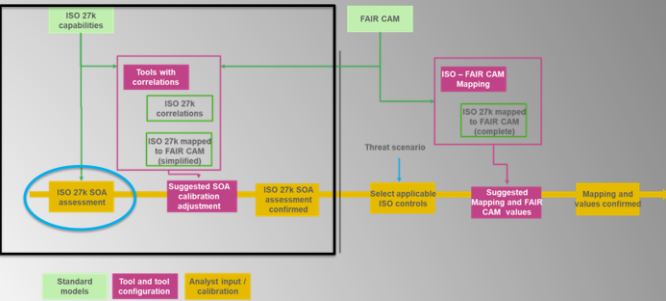 ISO 27k
capabilities
FAIR CAM
Tools with
correlations
ISO 27k
correlations
ISO 27k mapped
to FAIR CAM
(simplified)
ISO – FAIR CAM
Mapping
ISO 27k mapped
to FAIR CAM
(complete)
Threat scenario
ISO 27k SOA
assessment
Suggested SOA
calibration
adjustment
ISO 27k SOA
assessment
confirmed
Select applicable
ISO controls
Suggested
Mapping and FAIR
CAM values
Mapping and
values confirmed
Standard
models
Tool and tool
configuration
Analyst input /
calibration